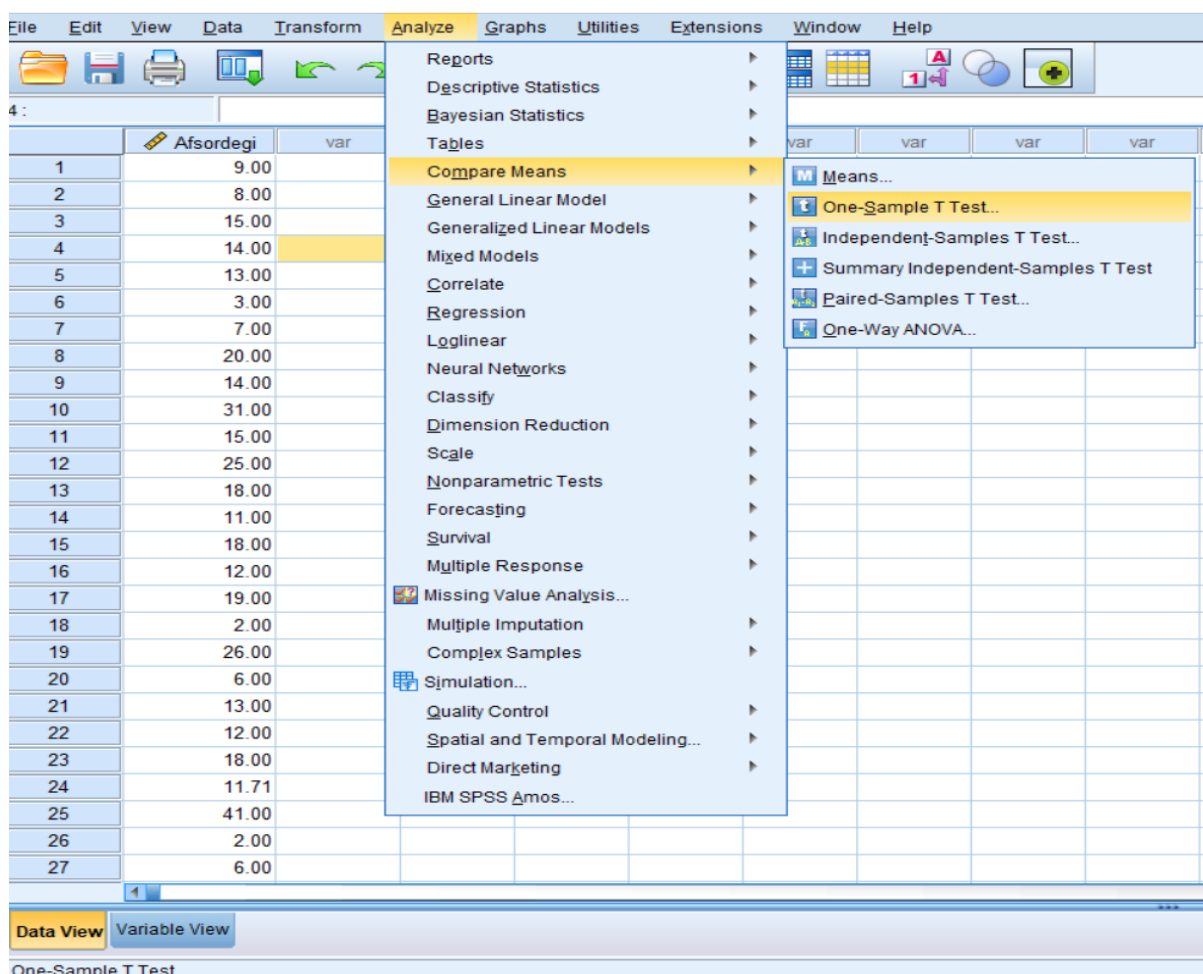 File Edit View Data Transform Analyze Graphs Utilities Extensions Window Help
4 :
Afsordegi var var var var var
1 9.00
2 8.00
3 15.00
4 14.00
5 13.00
6 3.00
7 7.00
8 20.00
9 14.00
10 31.00
11 15.00
12 25.00
13 18.00
14 11.00
15 18.00
16 12.00
17 19.00
18 2.00
19 26.00
20 6.00
21 13.00
22 12.00
23 18.00
24 11.71
25 41.00
26 2.00
27 6.00
Reports
Descriptive Statistics
Bayesian Statistics
Tables
Compare Means
General Linear Model
Generalized Linear Models
Mixed Models
Correlate
Regression
Loglinear
Neural Networks
Classify
Dimension Reduction
Scale
Nonparametric Tests
Forecasting
Survival
Multiple Response
Missing Value Analysis...
Multiple Imputation
Complex Samples
Simulation...
Quality Control
Spatial and Temporal Modeling...
Direct Marketing
IBM SPSS Amos...
Means...
One-Sample T Test...
Independent-Samples T Test...
Summary Independent-Samples T Test
Paired-Samples T Test...
One-Way ANOVA...
Data View Variable View
One-Sample T Test